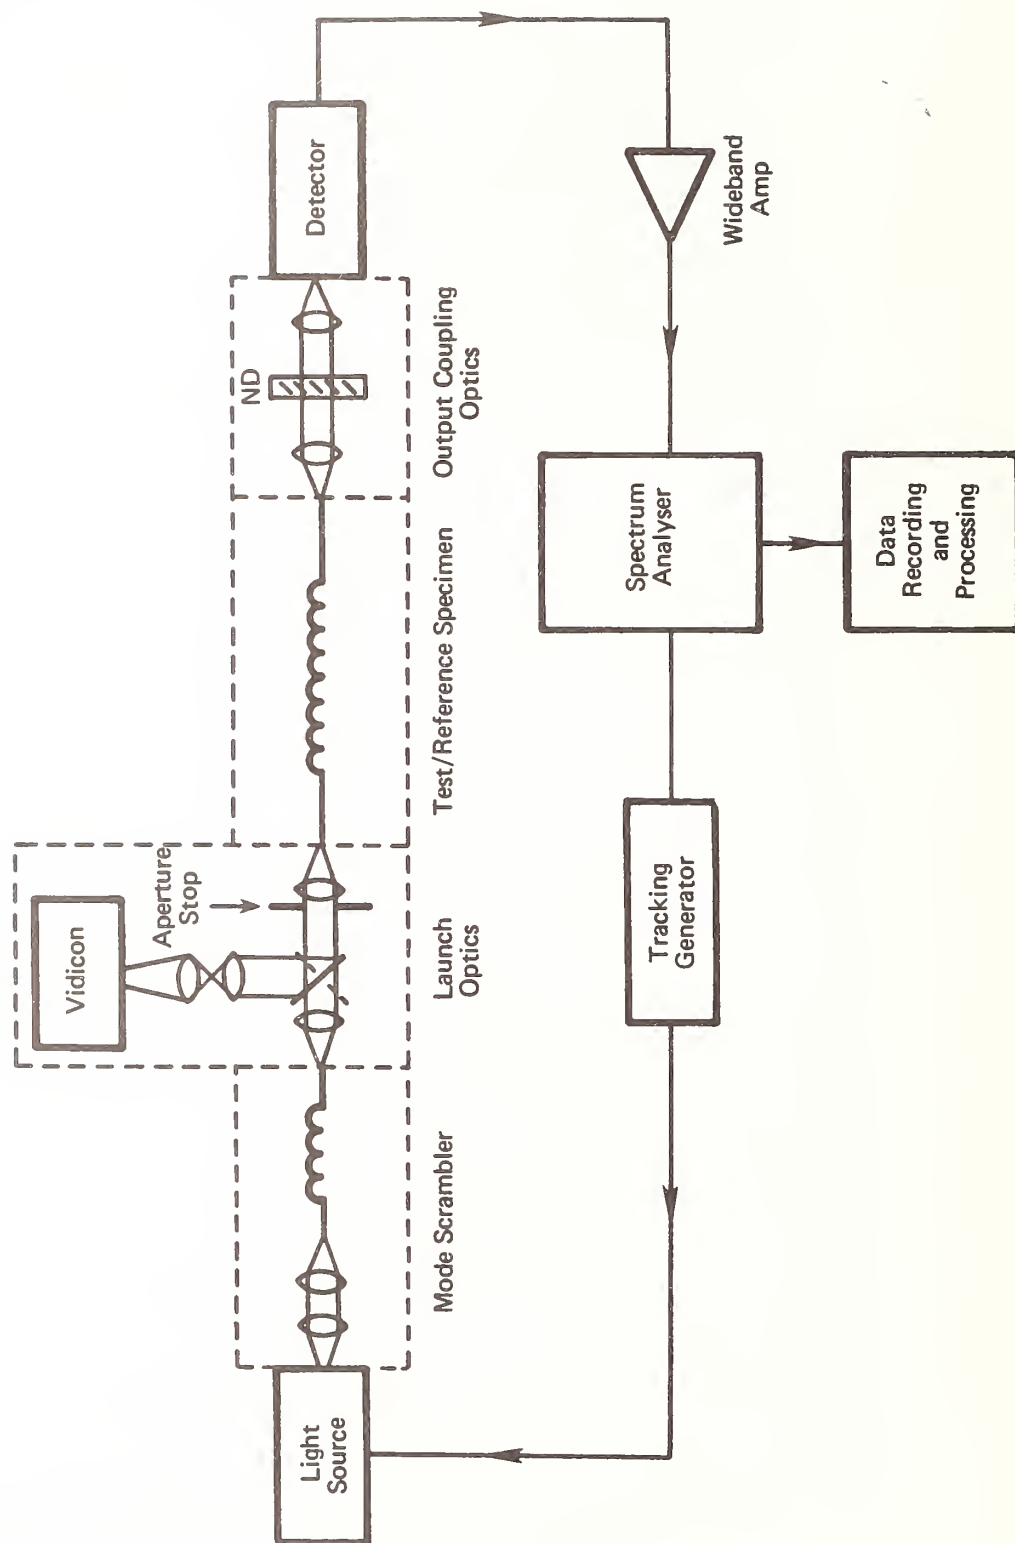 Light
Source
Mode Scrambler
Vidicon
Aperture
Stop
Launch
Optics
Test/Reference Specimen
ND
Output Coupling
Optics
Detector
Wideband
Amp
Spectrum
Analyser
Tracking
Generator
Data
Recording
and
Processing